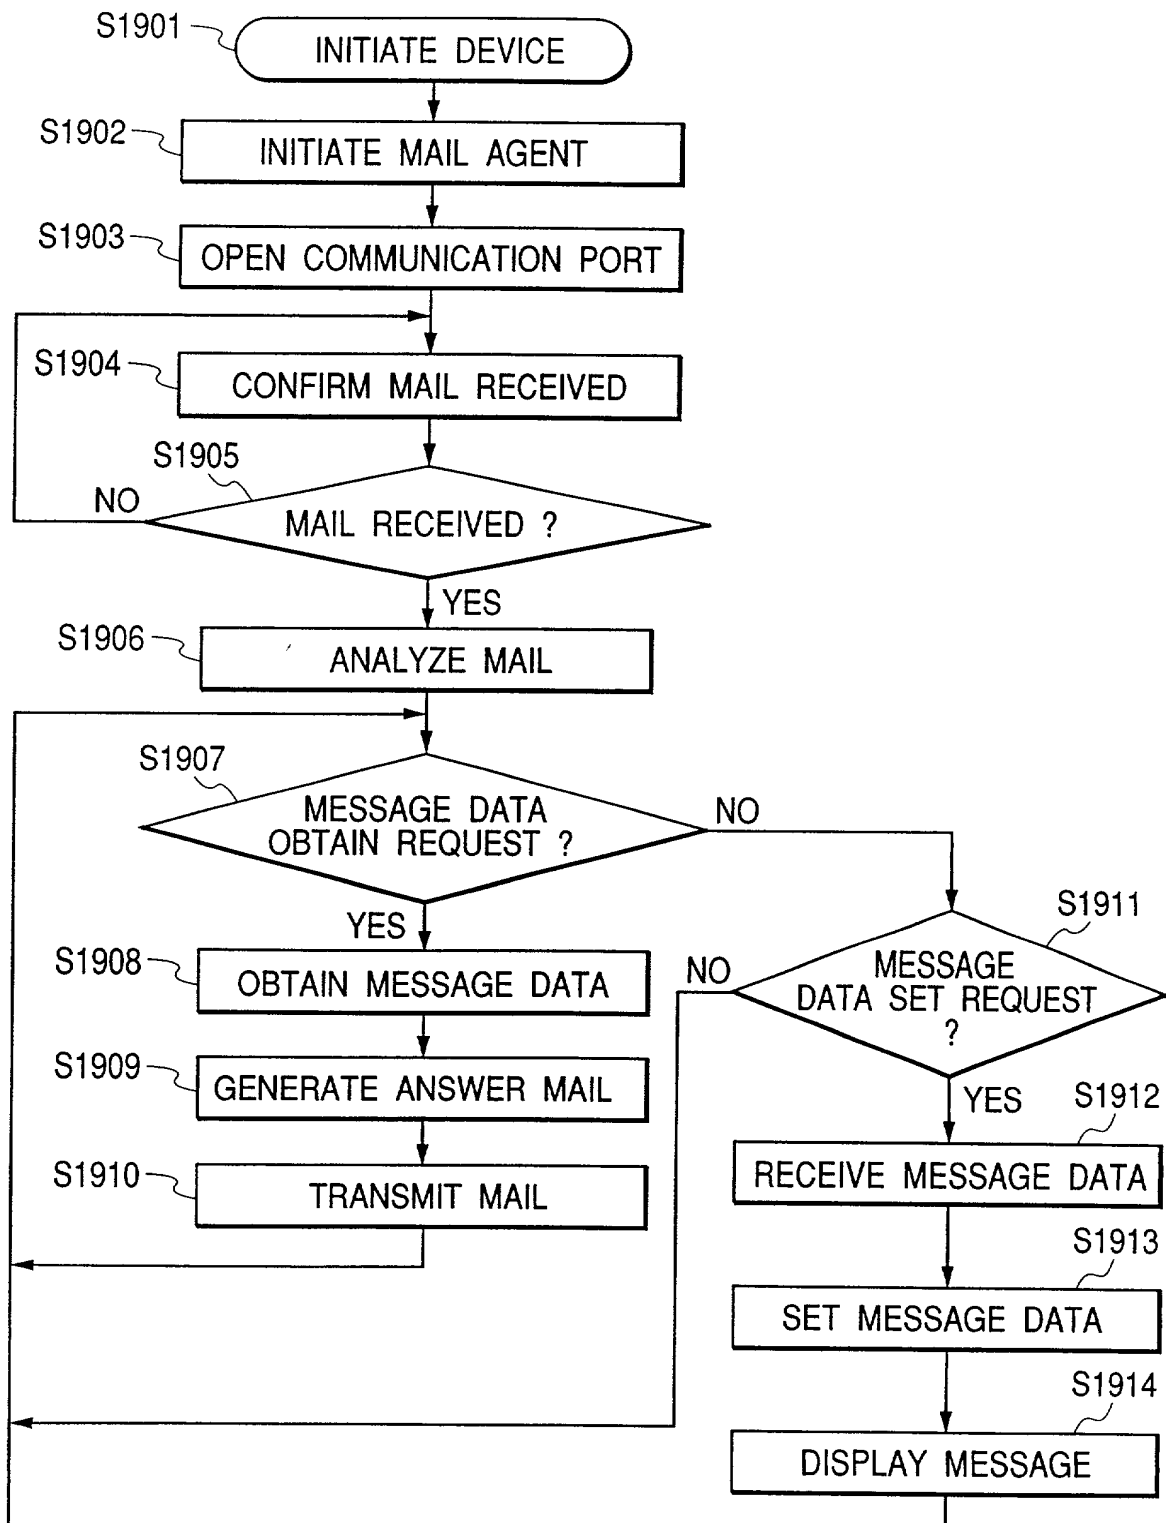 S1901
INITIATE DEVICE
S1902
INITIATE MAIL AGENT
S1903
OPEN COMMUNICATION PORT
S1904
CONFIRM MAIL RECEIVED
S1905
NO
MAIL RECEIVED ?
YES
S1906
ANALYZE MAIL
S1907
MESSAGE DATA
OBTAIN REQUEST ?
NO
YES
S1908
OBTAIN MESSAGE DATA
S1909
GENERATE ANSWER MAIL
S1910
TRANSMIT MAIL
S1911
NO
MESSAGE
DATA SET REQUEST
?
YES
S1912
RECEIVE MESSAGE DATA
S1913
SET MESSAGE DATA
S1914
DISPLAY MESSAGE